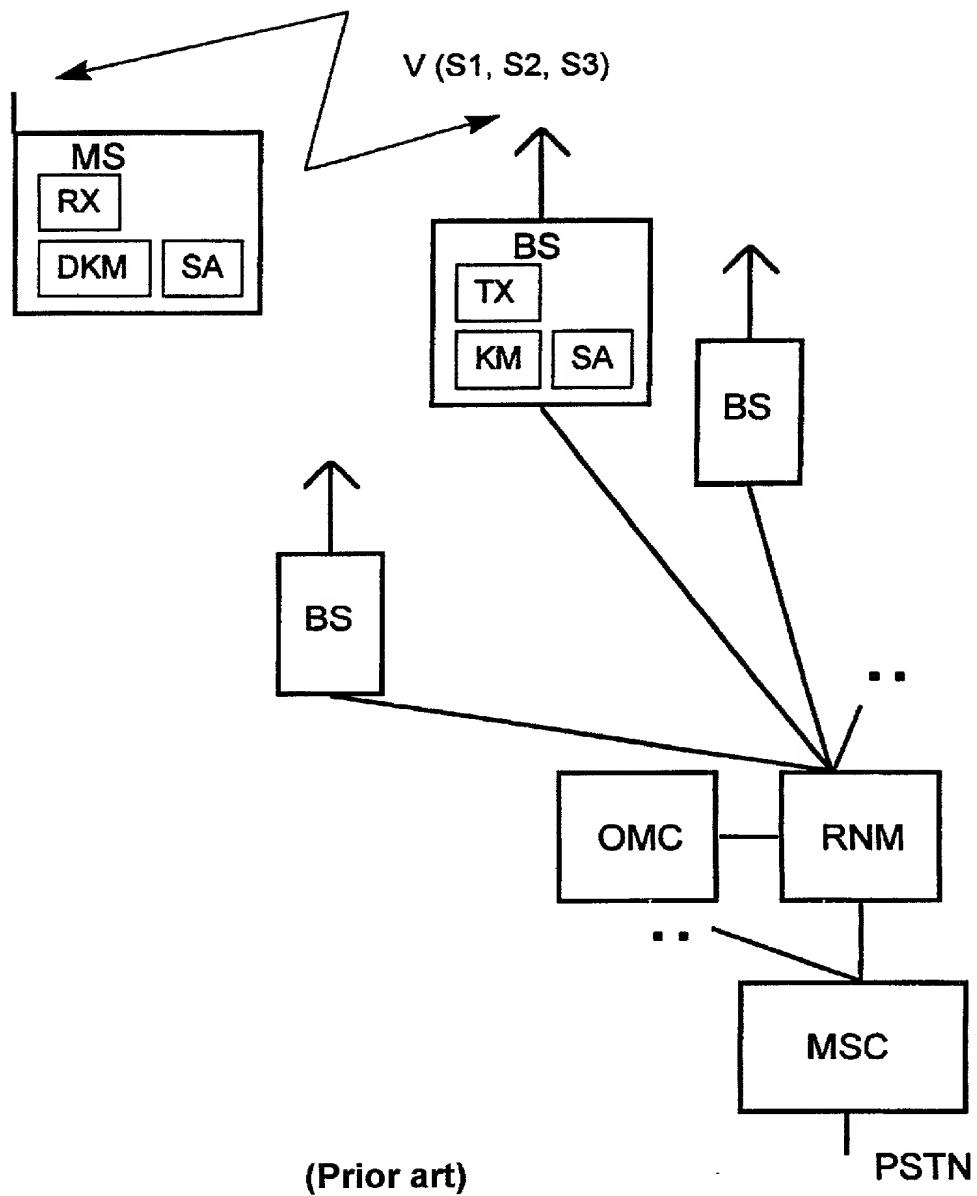 V (S1, S2, S3)
MS
RX
DKM SA
BS
TX
KM SA
BS
BS
..
OMC RNM
..
MSC
PSTN
(Prior art)